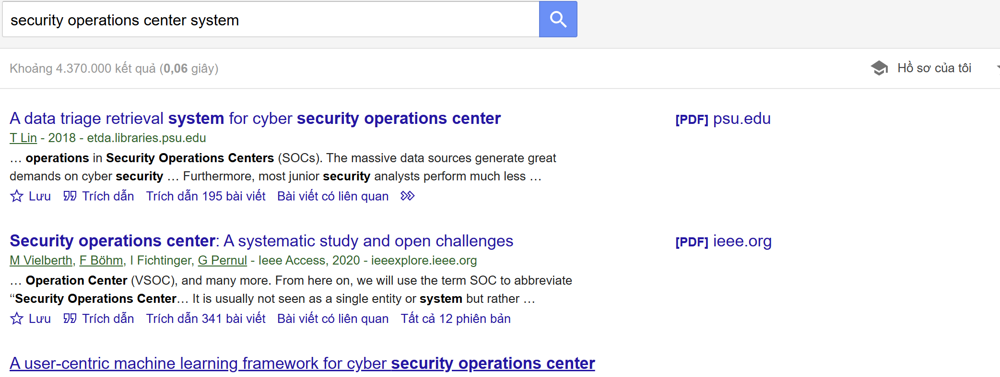 security operations center system
Khoảng 4.370.000 kết quả (0,06 giây)
Hồ sơ của tôi
A data triage retrieval system for cyber security operations center
[PDF] psu.edu
T Lin - 2018 - etda.libraries.psu.edu
… operations in Security Operations Centers (SOCs). The massive data sources generate great
demands on cyber security … Furthermore, most junior security analysts perform much less …
Lưu Trích dẫn Trích dẫn 195 bài viết Bài viết có liên quan
Security operations center: A systematic study and open challenges
[PDF] ieee.org
M Vielberth, F Böhm, I Fichtinger, G Pernul - Ieee Access, 2020 - ieeexplore.ieee.org
… Operation Center (VSOC), and many more. From here on, we will use the term SOC to abbreviate
“Security Operations Center… It is usually not seen as a single entity or system but rather …
Lưu Trích dẫn Trích dẫn 341 bài viết Bài viết có liên quan Tất cả 12 phiên bản
A user-centric machine learning framework for cyber security operations center